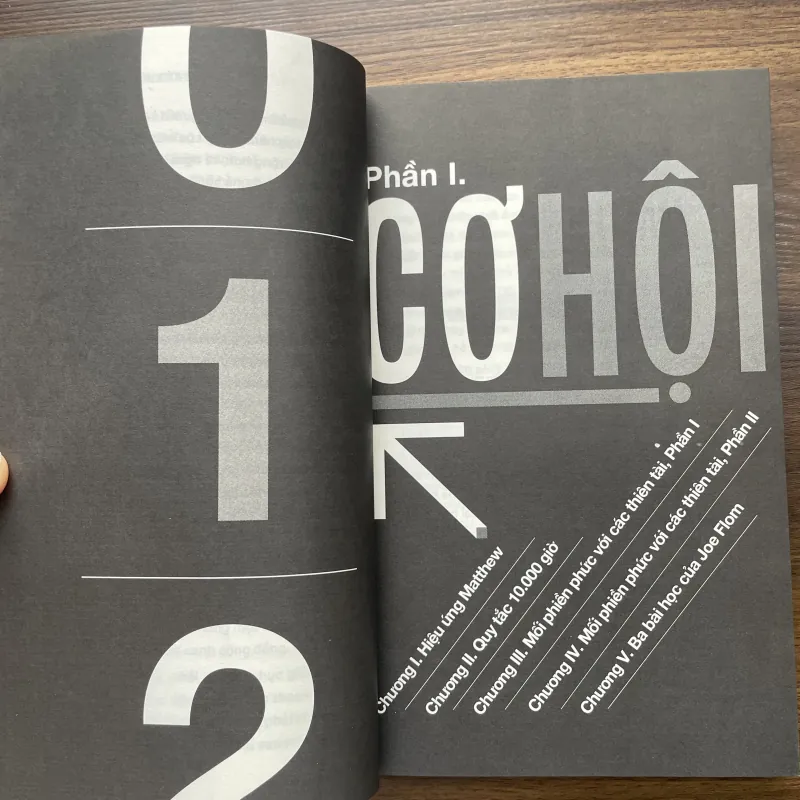 0
1
2
Phần I.
CƠHỘI
Chương I. Hiệu ứng Matthew
Chương II. Quy tắc 10.000 giờ
Chương III. Mối phiền phức với các thiên tài, Phần I
Chương IV. Mối phiền phức với các thiên tài, Phần II
Chương V. Ba bài học của Joe Flom